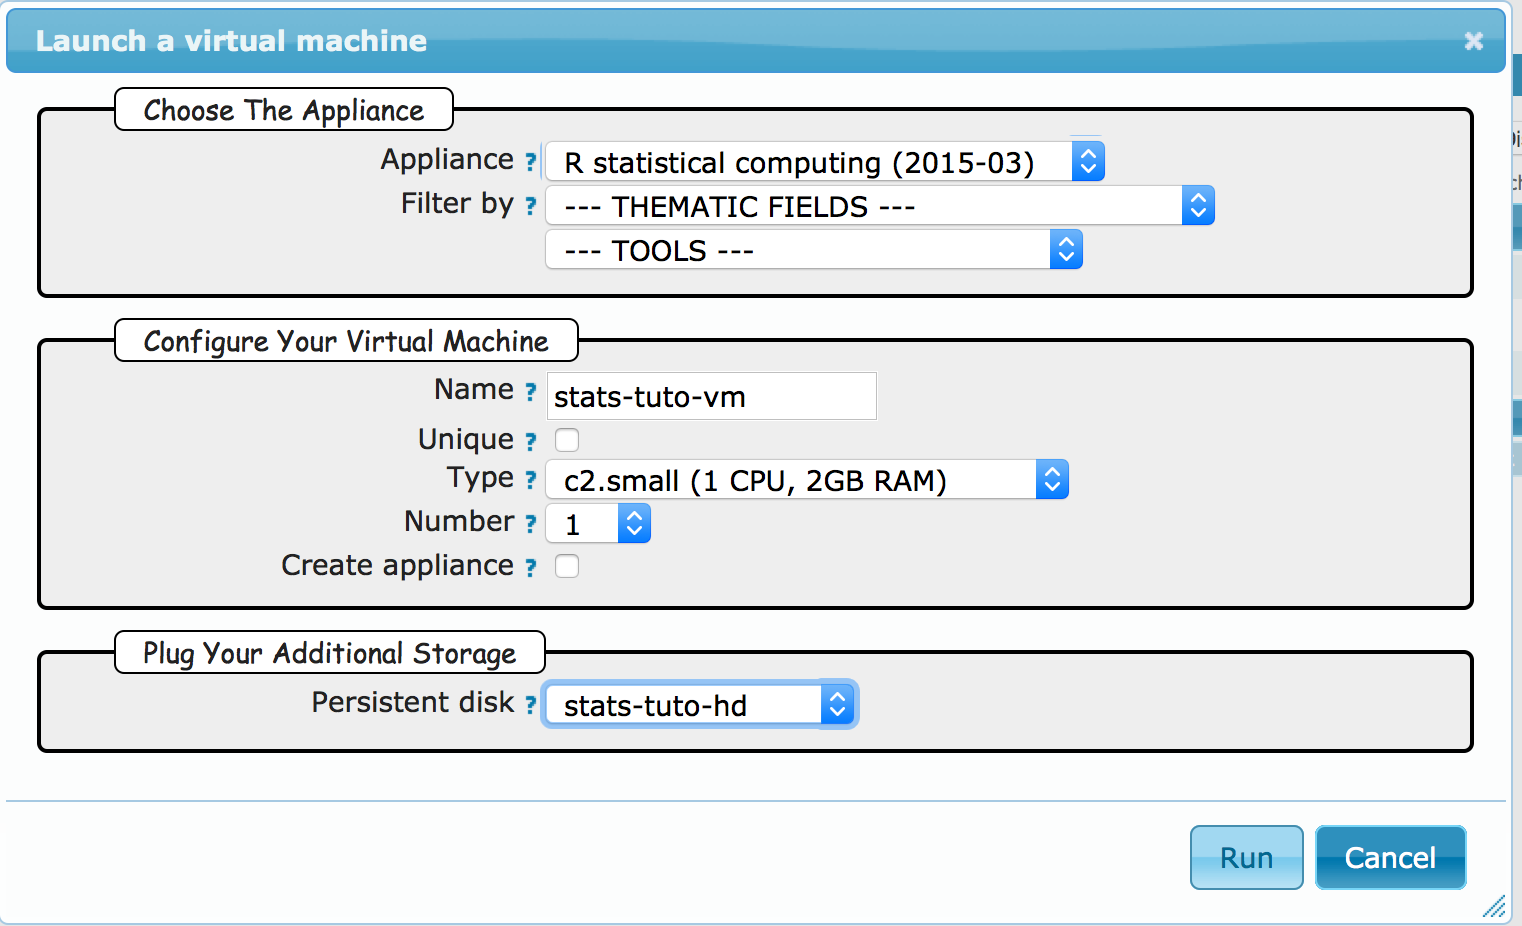 Launch a virtual machine
Choose The Appliance
Appliance ? R statistical computing (2015-03)
Filter by ? --- THEMATIC FIELDS ---
--- TOOLS ---
Configure Your Virtual Machine
Name ? stats-tuto-vm
Unique ?
Type ? c2.small (1 CPU, 2GB RAM)
Number ? 1
Create appliance ?
Plug Your Additional Storage
Persistent disk ? stats-tuto-hd
Run Cancel